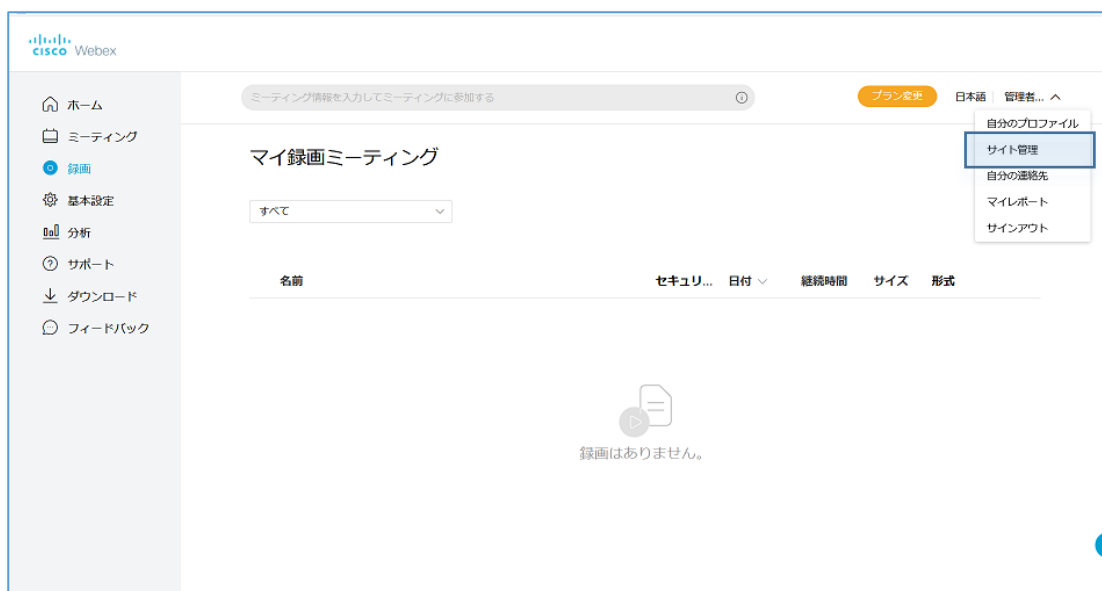 CISCO Webex
ミーティング情報を入力してミーティングに参加する
プラン変更
日本語
管理者...
自分のプロファイル
サイト管理
自分の連絡先
マイレポート
サインアウト
ホーム
ミーティング
録画
基本設定
分析
サポート
ダウンロード
フィードバック
マイ録画ミーティング
すべて
名前 セキュリ... 日付 継続時間 サイズ 形式
録画はありません。